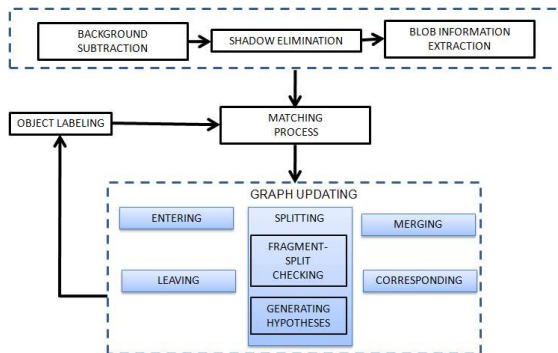 BACKGROUND
SUBTRACTION
SHADOW ELIMINATION
BLOB INFORMATION
EXTRACTION
OBJECT LABELING
MATCHING
PROCESS
GRAPH UPDATING
ENTERING
SPLITTING
MERGING
FRAGMENT-
SPLIT
CHECKING
LEAVING
CORRESPONDING
GENERATING
HYPOTHESES